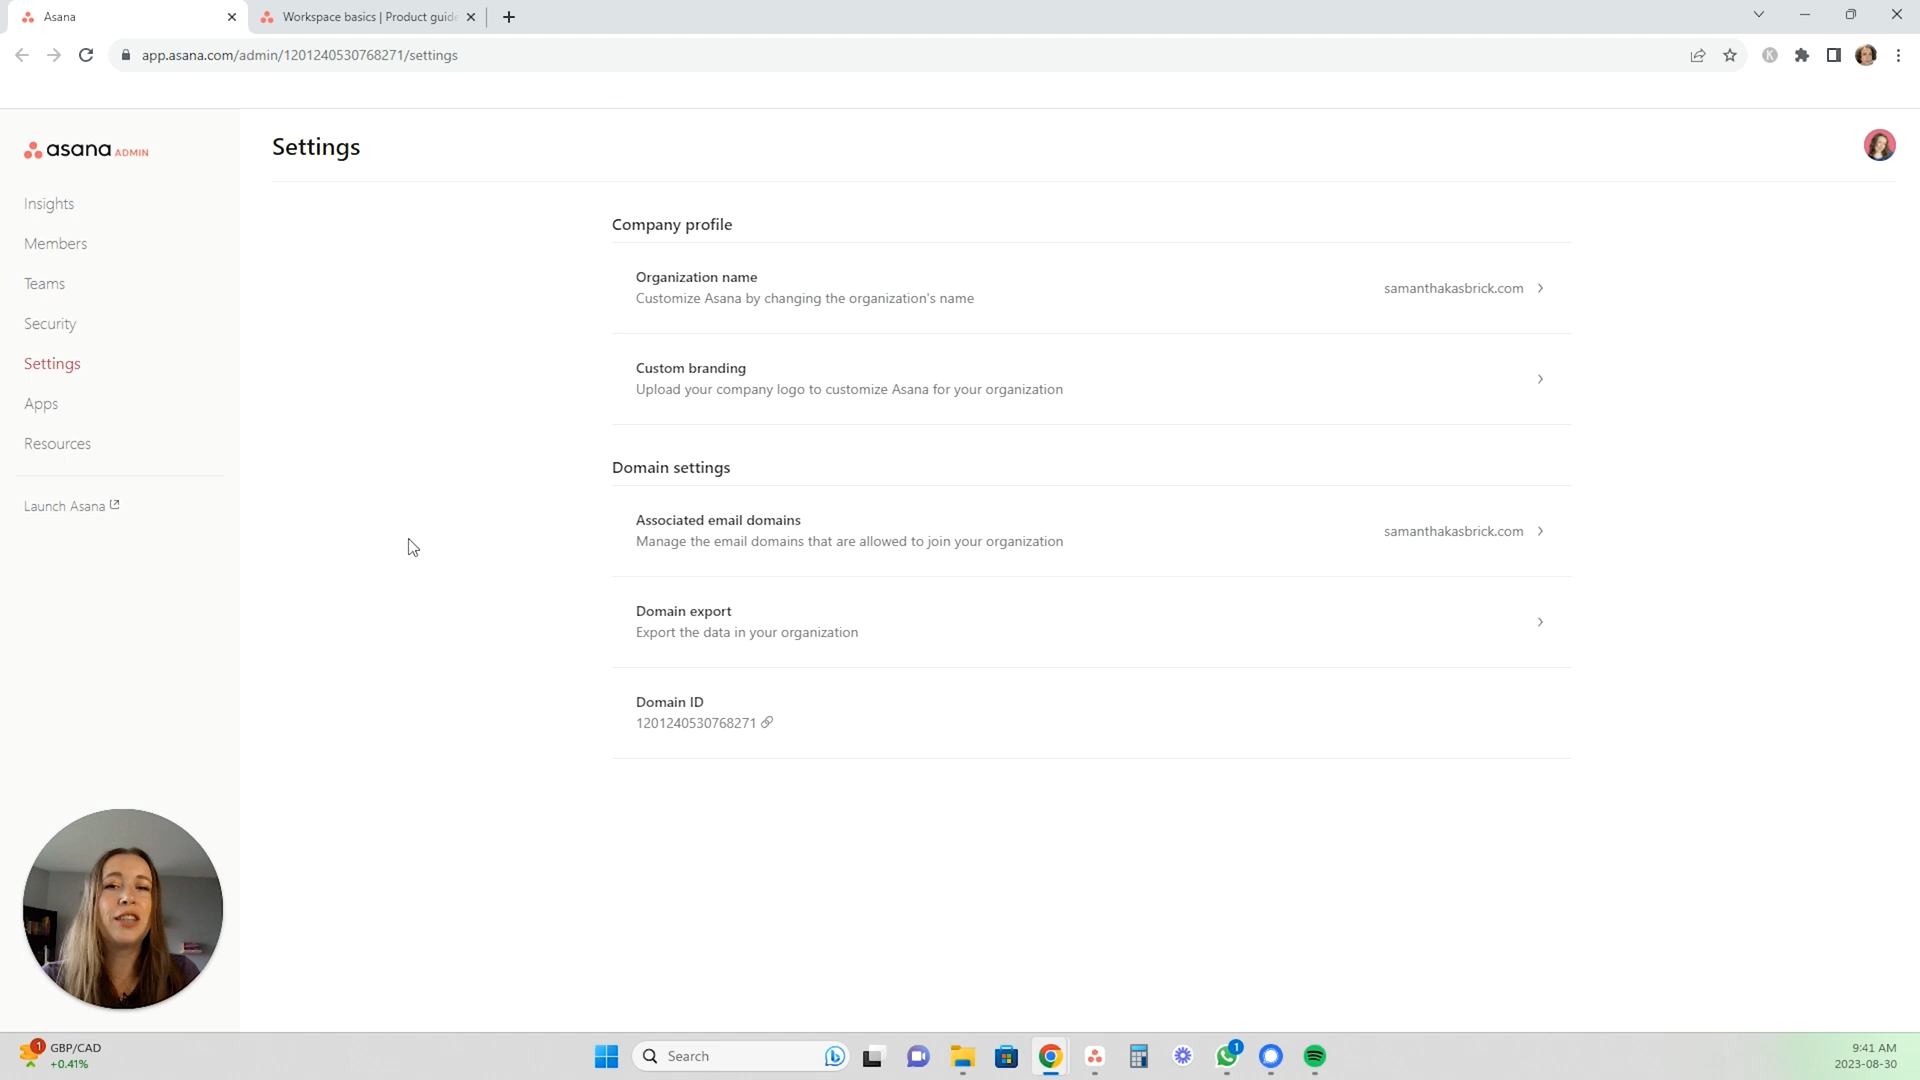 Asana
Workspace basics | Product guide
app.asana.com/admin/1201240530768271/settings
K
asana ADMIN
Settings
Insights
Members
Teams
Security
Settings
Apps
Resources
Launch Asana
Company profile
Organization name
Customize Asana by changing the organization's name
samanthakasbrick.com
Custom branding
Upload your company logo to customize Asana for your organization
Domain settings
Associated email domains
Manage the email domains that are allowed to join your organization
samanthakasbrick.com
Domain export
Export the data in your organization
Domain ID
1201240530768271
1
GBP/CAD
+0.41%
Search
1
9:41 AM
2023-08-30